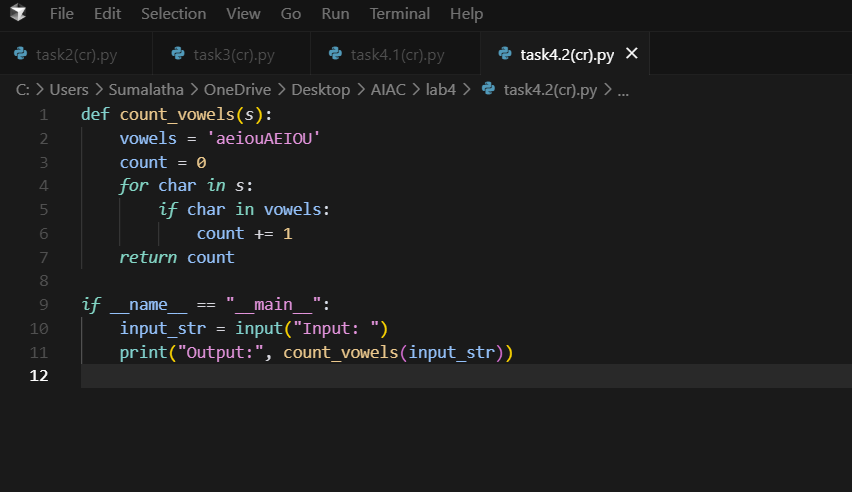 File Edit Selection View Go Run Terminal Help
task2(cr).py task3(cr).py task4.1(cr).py task4.2(cr).py
C: > Users > Sumalatha > OneDrive > Desktop > AIAC > lab4 > task4.2(cr).py > ...
1 def count_vowels(s):
2     vowels = 'aeiouAEIOU'
3     count = 0
4     for char in s:
5         if char in vowels:
6             count += 1
7     return count
8
9 if __name__ == "__main__":
10     input_str = input("Input: ")
11     print("Output:", count_vowels(input_str))
12